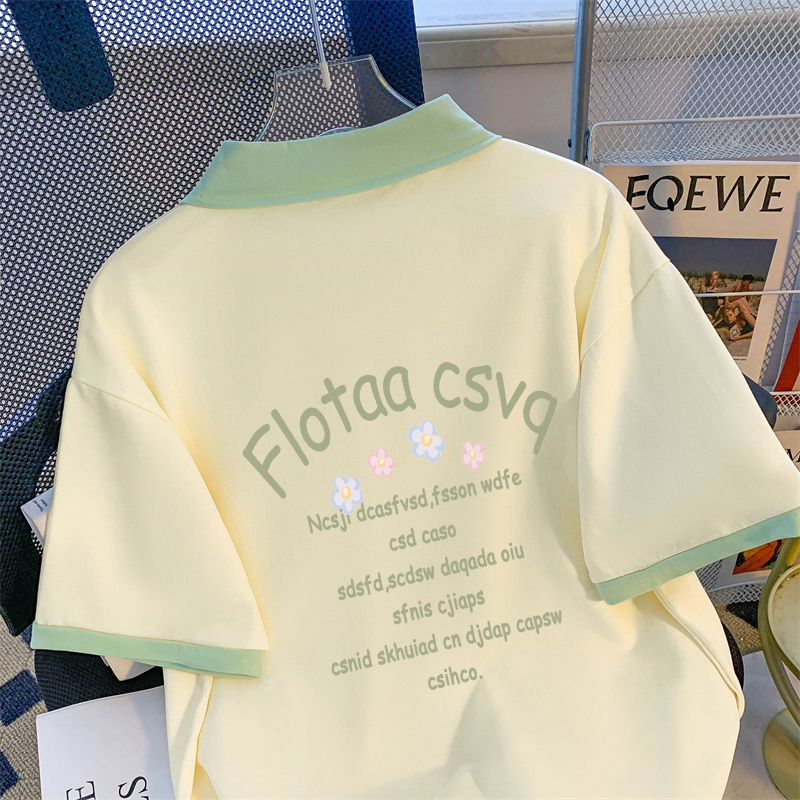 EQEWE
Flotaa csvq
Ncsji dcasfvsd,fsson wdfe
csd caso
sdsfd,scdsw daqada oiu
sfnis cjiaps
csnid skhuiad cn djdap capsw
csihco.